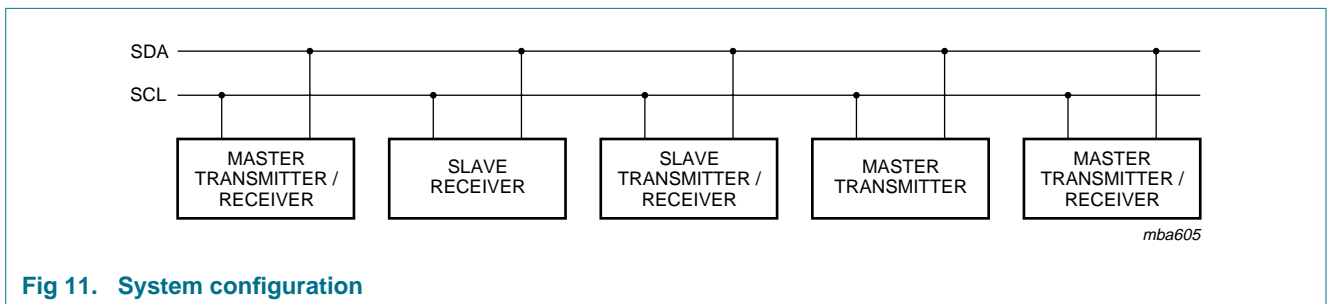 SDA
SCL
MASTER
TRANSMITTER /
RECEIVER
SLAVE
RECEIVER
SLAVE
TRANSMITTER /
RECEIVER
MASTER
TRANSMITTER
MASTER
TRANSMITTER /
RECEIVER
mba605
Fig 11. System configuration